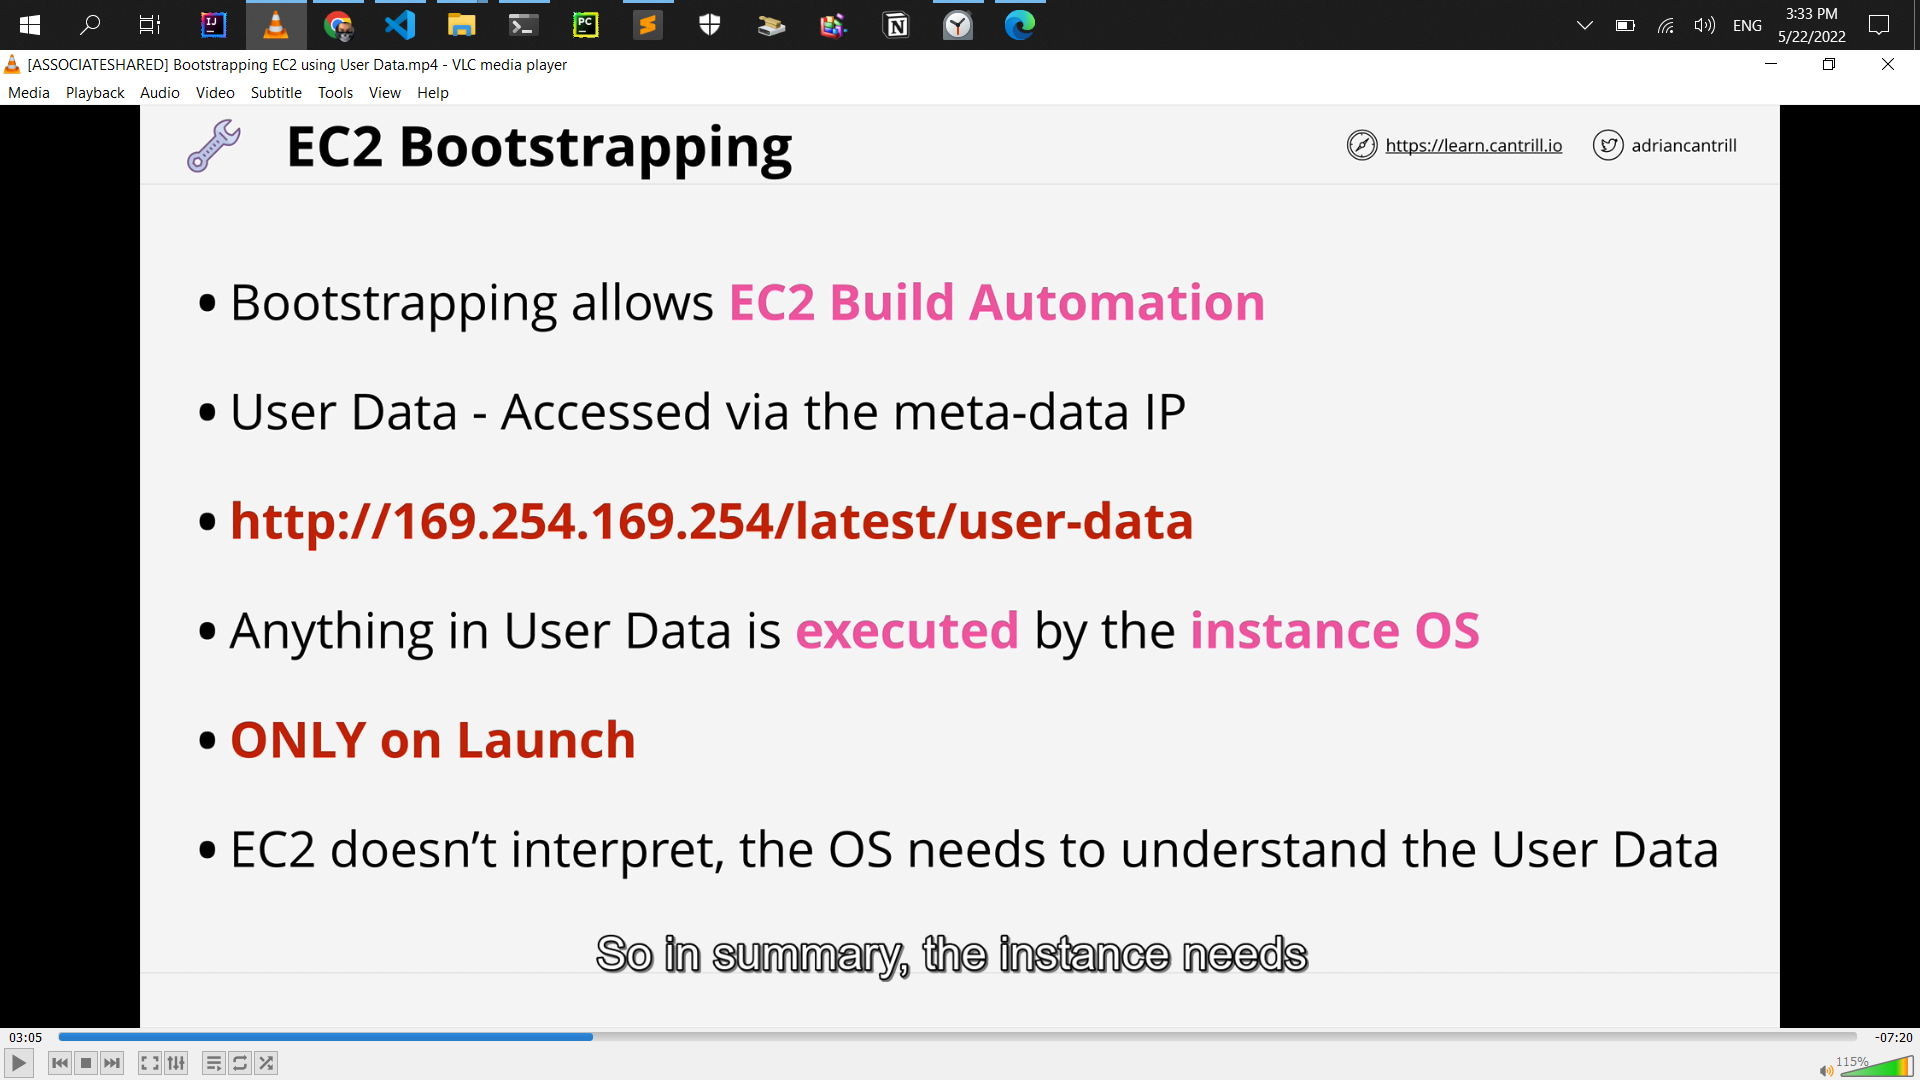 3:33 PM
ENG
5/22/2022
[ASSOCIATESHARED] Bootstrapping EC2 using User Data.mp4 - VLC media player
Media Playback Audio Video Subtitle Tools View Help
EC2 Bootstrapping
https://learn.cantrill.io
adriancantrill
• Bootstrapping allows EC2 Build Automation
• User Data - Accessed via the meta-data IP
• http://169.254.169.254/latest/user-data
• Anything in User Data is executed by the instance OS
• ONLY on Launch
• EC2 doesn’t interpret, the OS needs to understand the User Data
So in summary, the instance needs
03:05
-07:20
115%